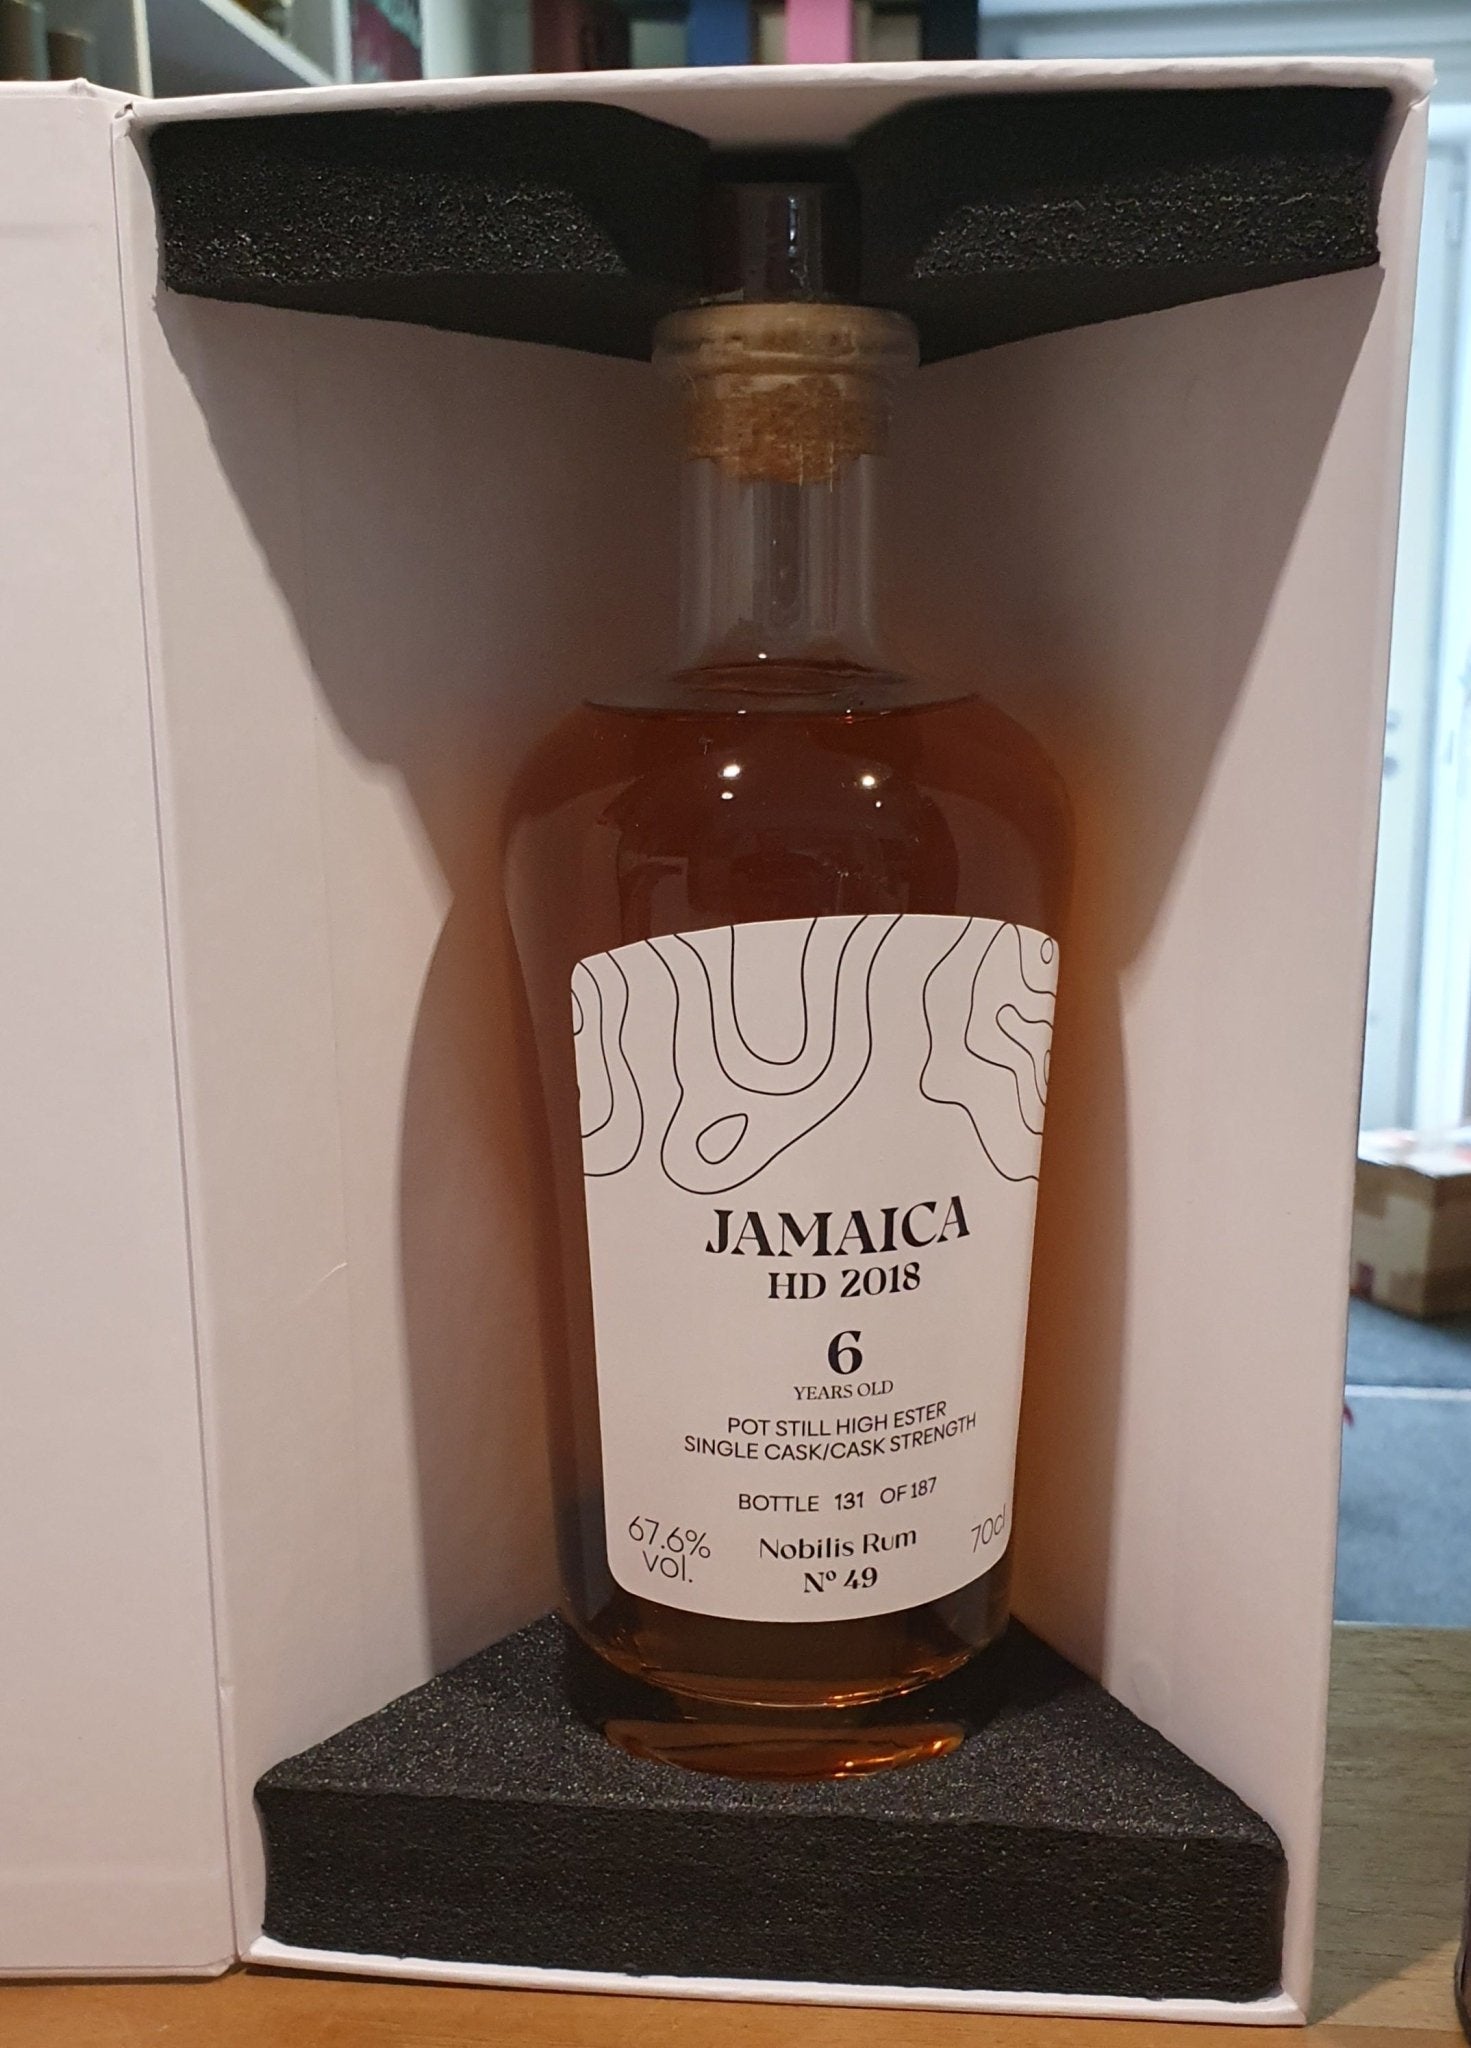 JAMAICA
HD 2018
6
YEARS OLD
POT STILL HIGH ESTER
SINGLE CASK/CASK STRENGTH
BOTTLE 131 OF 187
67.6%
vol.
Nobilis Rum
Nº 49
70cl